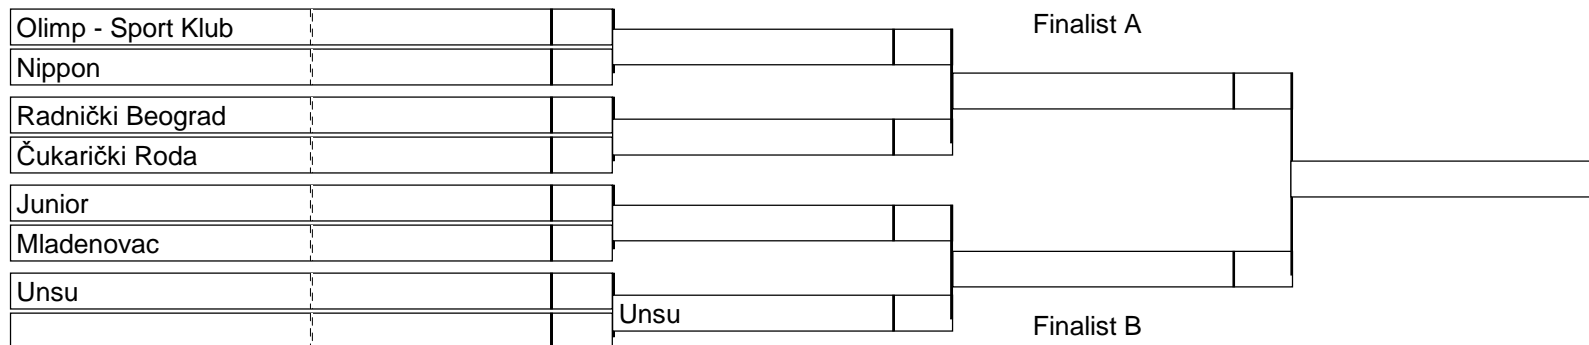 Olimp - Sport Klub
Finalist A
Nippon
Radnički Beograd
Čukarički Roda
Junior
Mladenovac
Unsu
Unsu
Finalist B